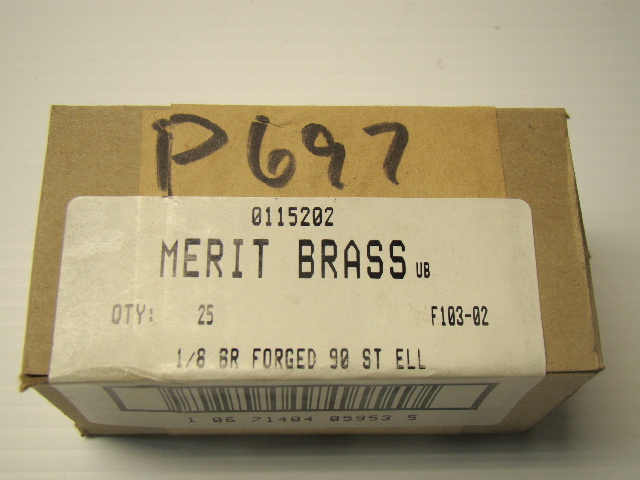 P697
0115202
MERIT BRASS UB
QTY: 25 F103-02
1/8 BR FORGED 90 ST ELL
1 06 71404 05953 5